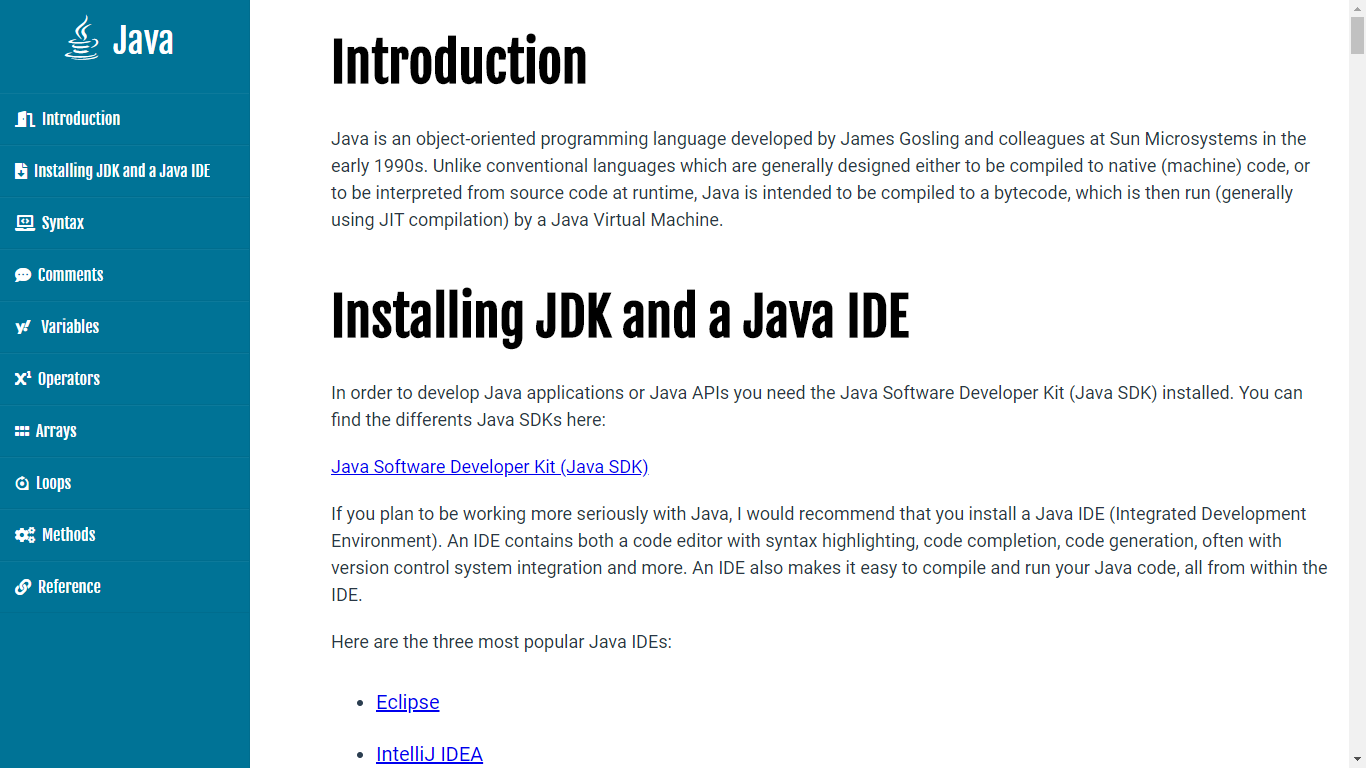 Java
Introduction
Installing JDK and a Java IDE
Syntax
Comments
Variables
Operators
Arrays
Loops
Methods
Reference
Introduction
Java is an object-oriented programming language developed by James Gosling and colleagues at Sun Microsystems in the
early 1990s. Unlike conventional languages which are generally designed either to be compiled to native (machine) code, or
to be interpreted from source code at runtime, Java is intended to be compiled to a bytecode, which is then run (generally
using JIT compilation) by a Java Virtual Machine.
Installing JDK and a Java IDE
In order to develop Java applications or Java APIs you need the Java Software Developer Kit (Java SDK) installed. You can
find the differents Java SDKs here:
Java Software Developer Kit (Java SDK)
If you plan to be working more seriously with Java, I would recommend that you install a Java IDE (Integrated Development
Environment). An IDE contains both a code editor with syntax highlighting, code completion, code generation, often with
version control system integration and more. An IDE also makes it easy to compile and run your Java code, all from within the
IDE.
Here are the three most popular Java IDEs:
• Eclipse
• IntelliJ IDEA